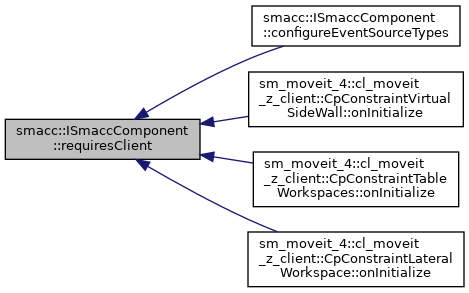 smacc::ISmaccComponent
::configureEventSourceTypes
sm_moveit_4::cl_moveit
_z_client::CpConstraintVirtual
SideWall::onInitialize
smacc::ISmaccComponent
::requiresClient
sm_moveit_4::cl_moveit
_z_client::CpConstraintTable
Workspaces::onInitialize
sm_moveit_4::cl_moveit
_z_client::CpConstraintLateral
Workspace::onInitialize